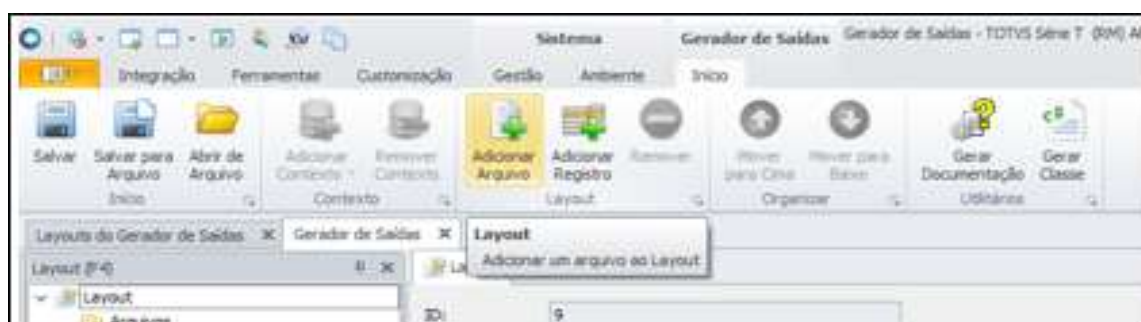 Sistema Gerador de Saídas Gerador de Saídas - TOTVS Série T (RM)
Integração Ferramentas Customização Gestão Ambiente Início
Salvar Salvar para Arquivo Abrir de Arquivo Adicionar Contexto Remover Contexto Adicionar Arquivo Adicionar Registro Remover Mover para Cima Mover para Baixo Gerar Documentação Gerar Classe
Início Contexto Layout Organizar Utilitários
Layouts do Gerador de Saídas Gerador de Saídas Layout
Adicionar um arquivo ao Layout
Layout (F4) La
Layout
Arquivos
ID: 9